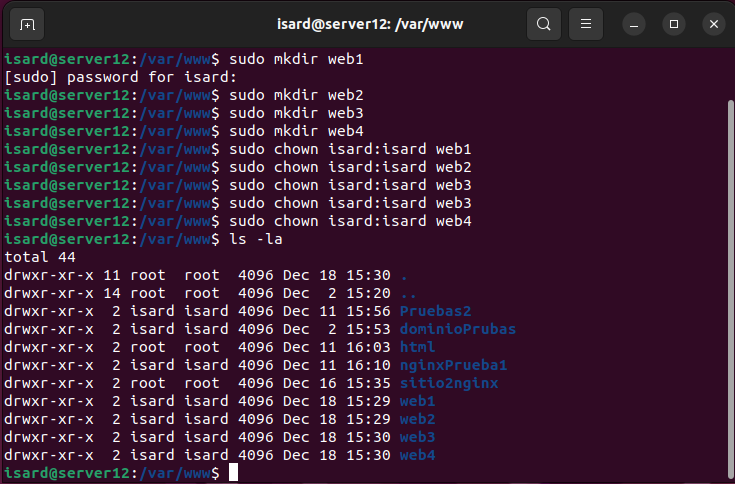 isard@server12: /var/www
isard@server12:/var/www$ sudo mkdir web1
[sudo] password for isard:
isard@server12:/var/www$ sudo mkdir web2
isard@server12:/var/www$ sudo mkdir web3
isard@server12:/var/www$ sudo mkdir web4
isard@server12:/var/www$ sudo chown isard:isard web1
isard@server12:/var/www$ sudo chown isard:isard web2
isard@server12:/var/www$ sudo chown isard:isard web3
isard@server12:/var/www$ sudo chown isard:isard web3
isard@server12:/var/www$ sudo chown isard:isard web4
isard@server12:/var/www$ ls -la
total 44
drwxr-xr-x 11 root  root  4096 Dec 18 15:30 .
drwxr-xr-x 14 root  root  4096 Dec  2 15:20 ..
drwxr-xr-x  2 isard isard 4096 Dec 11 15:56 Pruebas2
drwxr-xr-x  2 isard isard 4096 Dec  2 15:53 dominioPrubas
drwxr-xr-x  2 root  root  4096 Dec 11 16:03 html
drwxr-xr-x  2 isard isard 4096 Dec 11 16:10 nginxPrueba1
drwxr-xr-x  2 root  root  4096 Dec 16 15:35 sitio2nginx
drwxr-xr-x  2 isard isard 4096 Dec 18 15:29 web1
drwxr-xr-x  2 isard isard 4096 Dec 18 15:29 web2
drwxr-xr-x  2 isard isard 4096 Dec 18 15:30 web3
drwxr-xr-x  2 isard isard 4096 Dec 18 15:30 web4
isard@server12:/var/www$